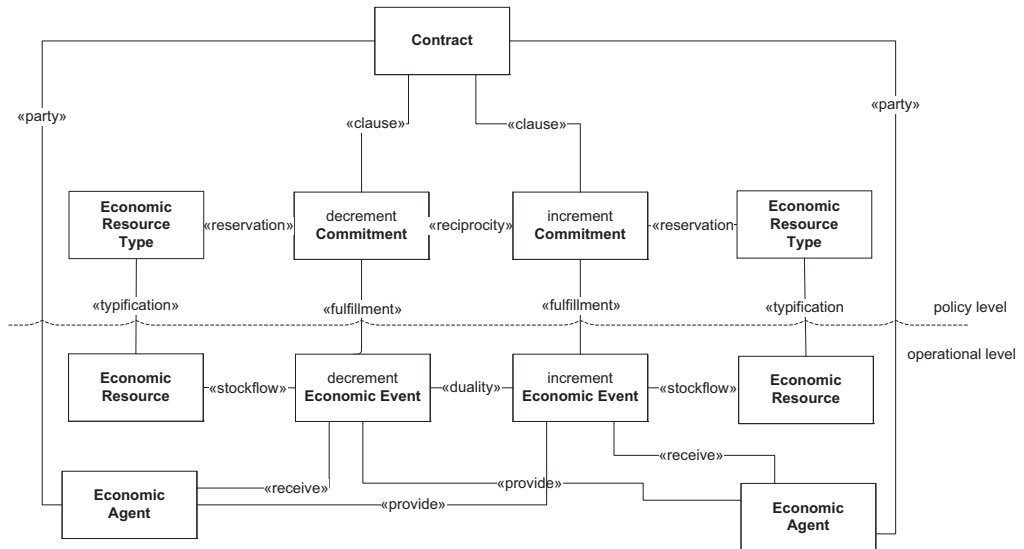 Contract
«party»
«party»
«clause»
«clause»
Economic
Resource
Type
«reservation»
decrement
Commitment
«reciprocity»
increment
Commitment
«reservation
Economic
Resource
Type
«typification»
«fulfillment»
«fulfillment»
«typification
policy level
operational level
Economic
Resource
«stockflow»
decrement
Economic Event
«duality»
increment
Economic Event
«stockflow»
Economic
Resource
«receive»
«receive»
«provide»
«provide»
Economic
Agent
Economic
Agent